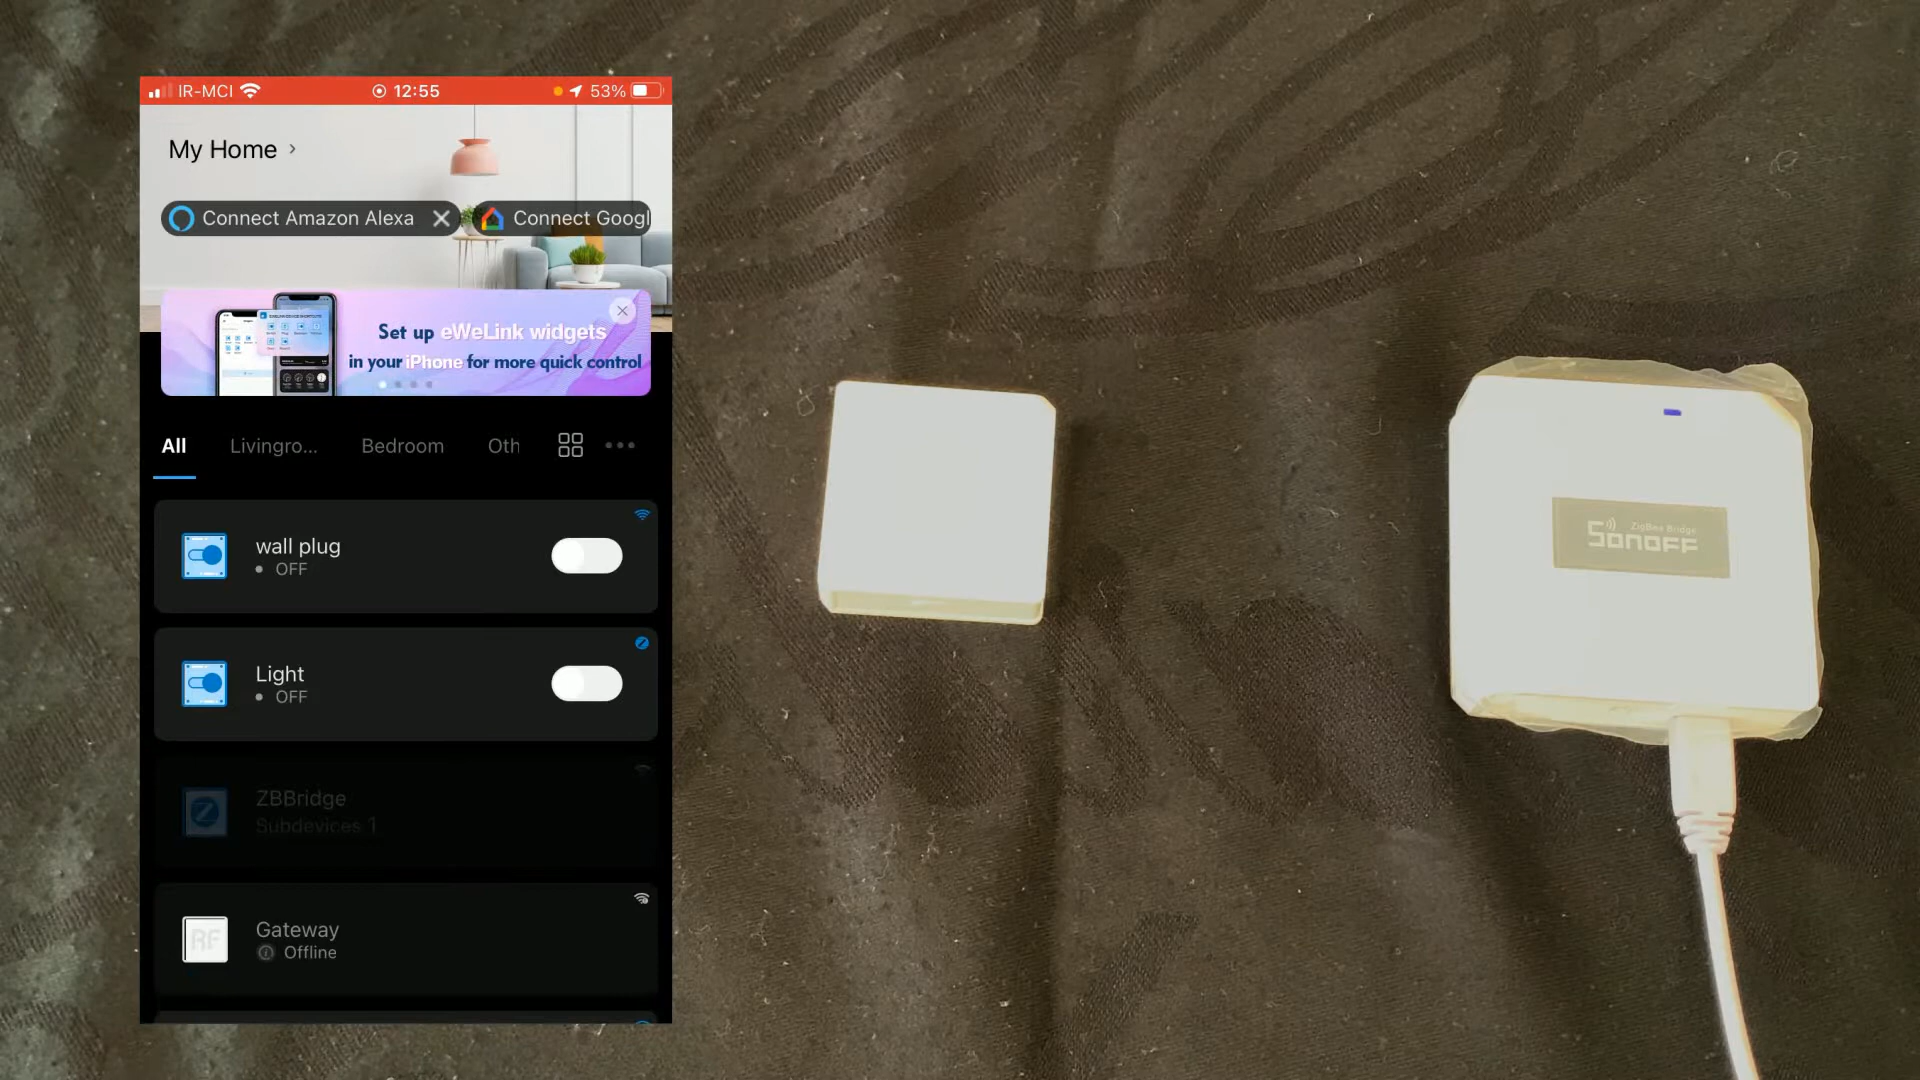 IR-MCI
12:55
53%
My Home
Connect Amazon Alexa
Connect Googl
Set up eWeLink widgets
in your iPhone for more quick control
All
Livingro...
Bedroom
Oth
wall plug
OFF
Light
OFF
ZBBridge
Subdevices 1
RF
Gateway
Offline
ZigBee Bridge
SONOFF